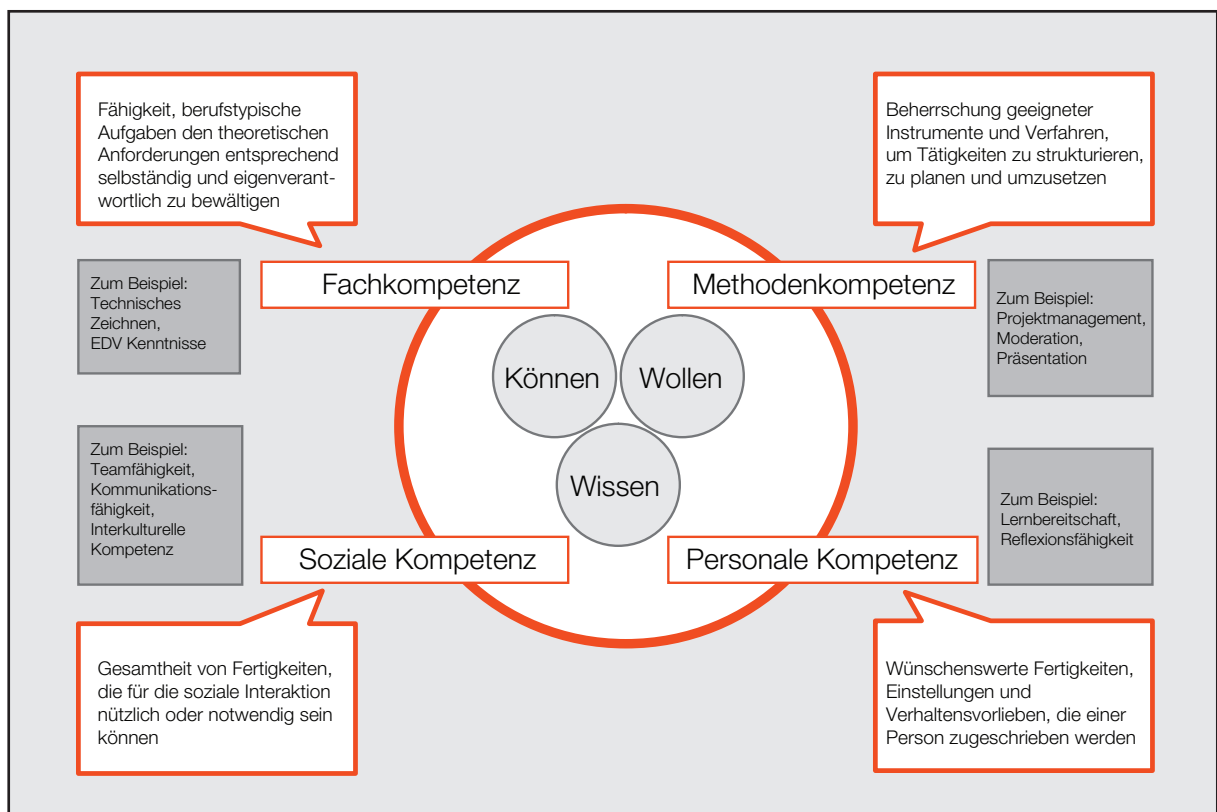 Fähigkeit, berufstypische
Aufgaben den theoretischen
Anforderungen entsprechend
selbständig und eigenverant-
wortlich zu bewältigen
Beherrschung geeigneter
Instrumente und Verfahren,
um Tätigkeiten zu strukturieren,
zu planen und umzusetzen
Zum Beispiel:
Technisches
Zeichnen,
EDV Kenntnisse
Fachkompetenz
Methodenkompetenz
Zum Beispiel:
Projektmanagement,
Moderation,
Präsentation
Können
Wollen
Wissen
Zum Beispiel:
Teamfähigkeit,
Kommunikations-
fähigkeit,
Interkulturelle
Kompetenz
Soziale Kompetenz
Personale Kompetenz
Zum Beispiel:
Lernbereitschaft,
Reflexionsfähigkeit
Gesamtheit von Fertigkeiten,
die für die soziale Interaktion
nützlich oder notwendig sein
können
Wünschenswerte Fertigkeiten,
Einstellungen und
Verhaltensvorlieben, die einer
Person zugeschrieben werden